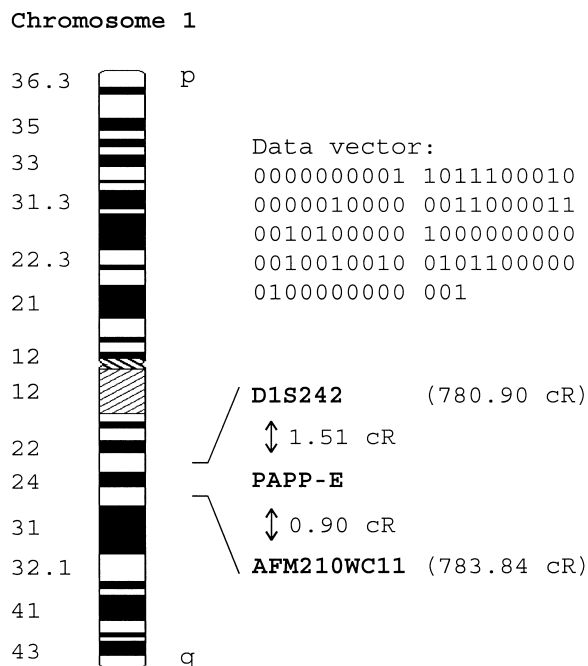 Chromosome 1
36.3
p
35
33
31.3
22.3
21
12
12
22
24
31
32.1
41
43
q
Data vector:
0000000001 1011100010
0000010000 0011000011
0010100000 1000000000
0010010010 0101100000
0100000000 001
D1S242 (780.90 cR)
1.51 cR
PAPP-E
0.90 cR
AFM210WC11 (783.84 cR)